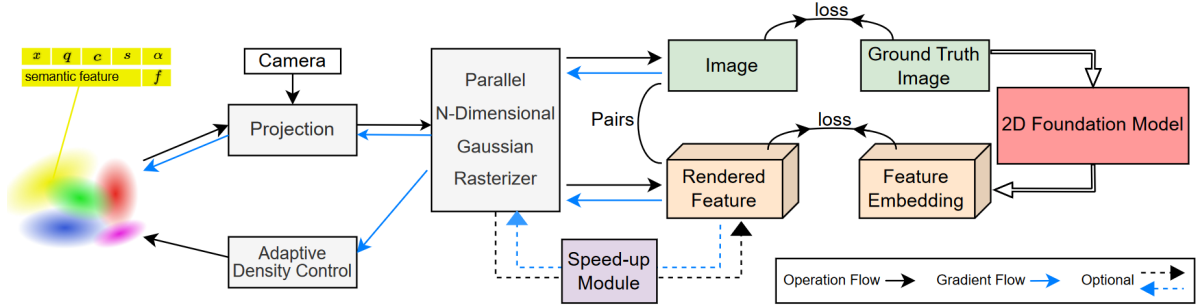 x q c s α
semantic feature f
Camera
Projection
Adaptive
Density Control
Parallel
N-Dimensional
Gaussian
Rasterizer
loss
Image
Ground Truth
Image
Pairs
loss
2D Foundation Model
Rendered
Feature
Feature
Embedding
Speed-up
Module
Operation Flow
Gradient Flow
Optional